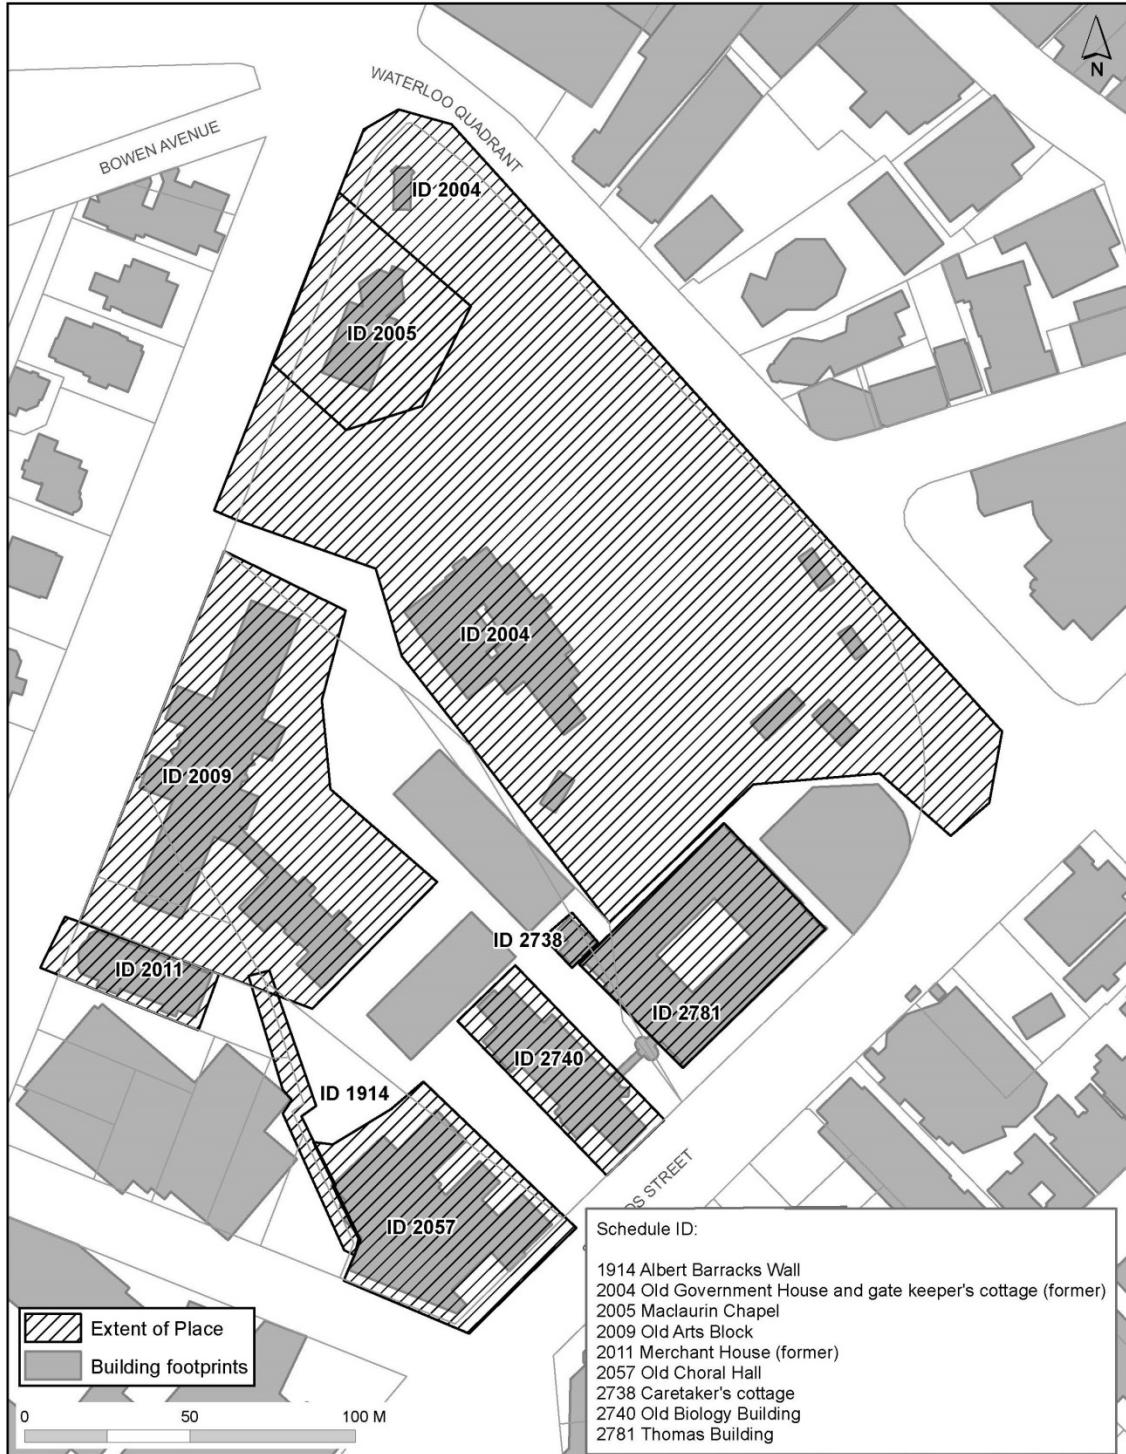 N
WATERLOO QUADRANT
BOWEN AVENUE
ID 2004
ID 2005
ID 2004
ID 2009
ID 2738
ID 2011
ID 2781
ID 2740
ID 1914
ID 2057
STREET
Schedule ID:
1914 Albert Barracks Wall
2004 Old Government House and gate keeper's cottage (former)
2005 Maclaurin Chapel
2009 Old Arts Block
2011 Merchant House (former)
2057 Old Choral Hall
2738 Caretaker's cottage
2740 Old Biology Building
2781 Thomas Building
Extent of Place
Building footprints
0 50 100 M